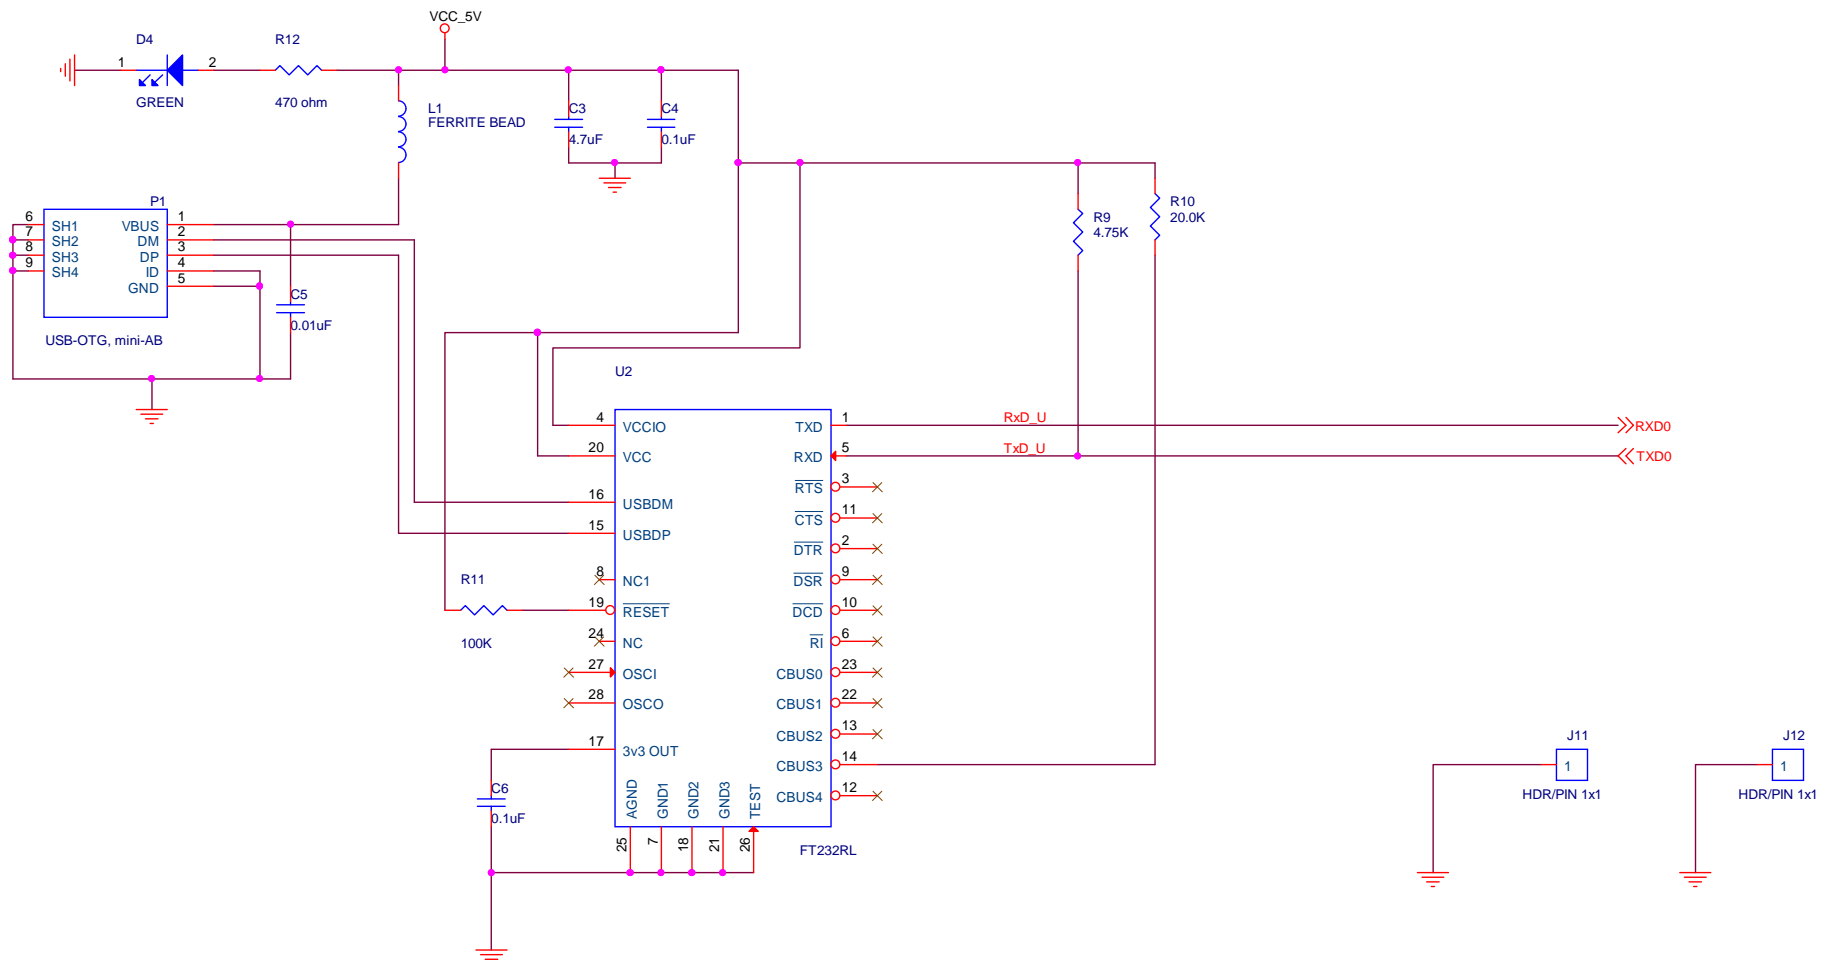 VCC_5V
D4
R12
1
2
GREEN
470 ohm
L1
FERRITE BEAD
C3
4.7uF
C4
0.1uF
P1
6
7
8
9
SH1
SH2
SH3
SH4
VBUS
DM
DP
ID
GND
1
2
3
4
5
USB-OTG, mini-AB
C5
0.01uF
R9
4.75K
R10
20.0K
U2
4 VCCIO
20 VCC
16 USBDM
15 USBDP
8 NC1
19 RESET
24 NC
27 OSCI
28 OSCO
17 3v3 OUT
R11
100K
C6
0.1uF
TXD 1
RXD 5
RTS 3
CTS 11
DTR 2
DSR 9
DCD 10
RI 6
CBUS0 23
CBUS1 22
CBUS2 13
CBUS3 14
CBUS4 12
AGND
GND1
GND2
GND3
TEST
25
7
18
21
26
FT232RL
RxD_U
TxD_U
RXD0
TXD0
J11
1
HDR/PIN 1x1
J12
1
HDR/PIN 1x1